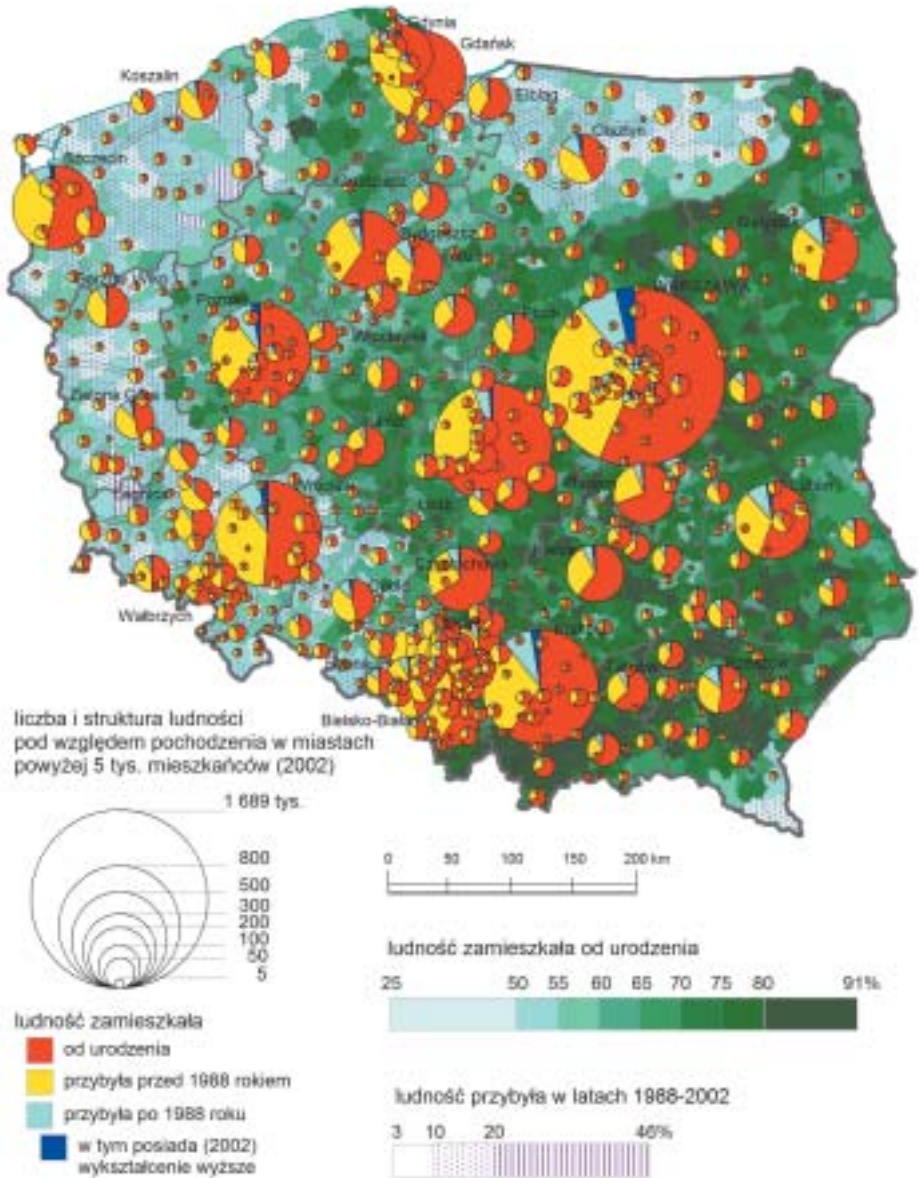 Gdynia
Gdańsk
Koszalin
Elbląg
Olsztyn
Szczecin
Bydgoszcz
Białystok
WARSZAWA
Poznań
Płock
Włocławek
Zielona Góra
Legnica
Wrocław
Łódź
Radom
Częstochowa
Opole
Wałbrzych
Bielsko-Biała
liczba i struktura ludności
pod względem pochodzenia w miastach
powyżej 5 tys. mieszkańców (2002)
1 689 tys.
800
500
300
200
100
50
5
0 50 100 150 200 km
ludność zamieszkała od urodzenia
25 50 55 60 65 70 75 80 91%
ludność zamieszkała
od urodzenia
przybyła przed 1988 rokiem
przybyła po 1988 roku
w tym posiada (2002)
wykształcenie wyższe
ludność przybyła w latach 1988-2002
3 10 20 46%